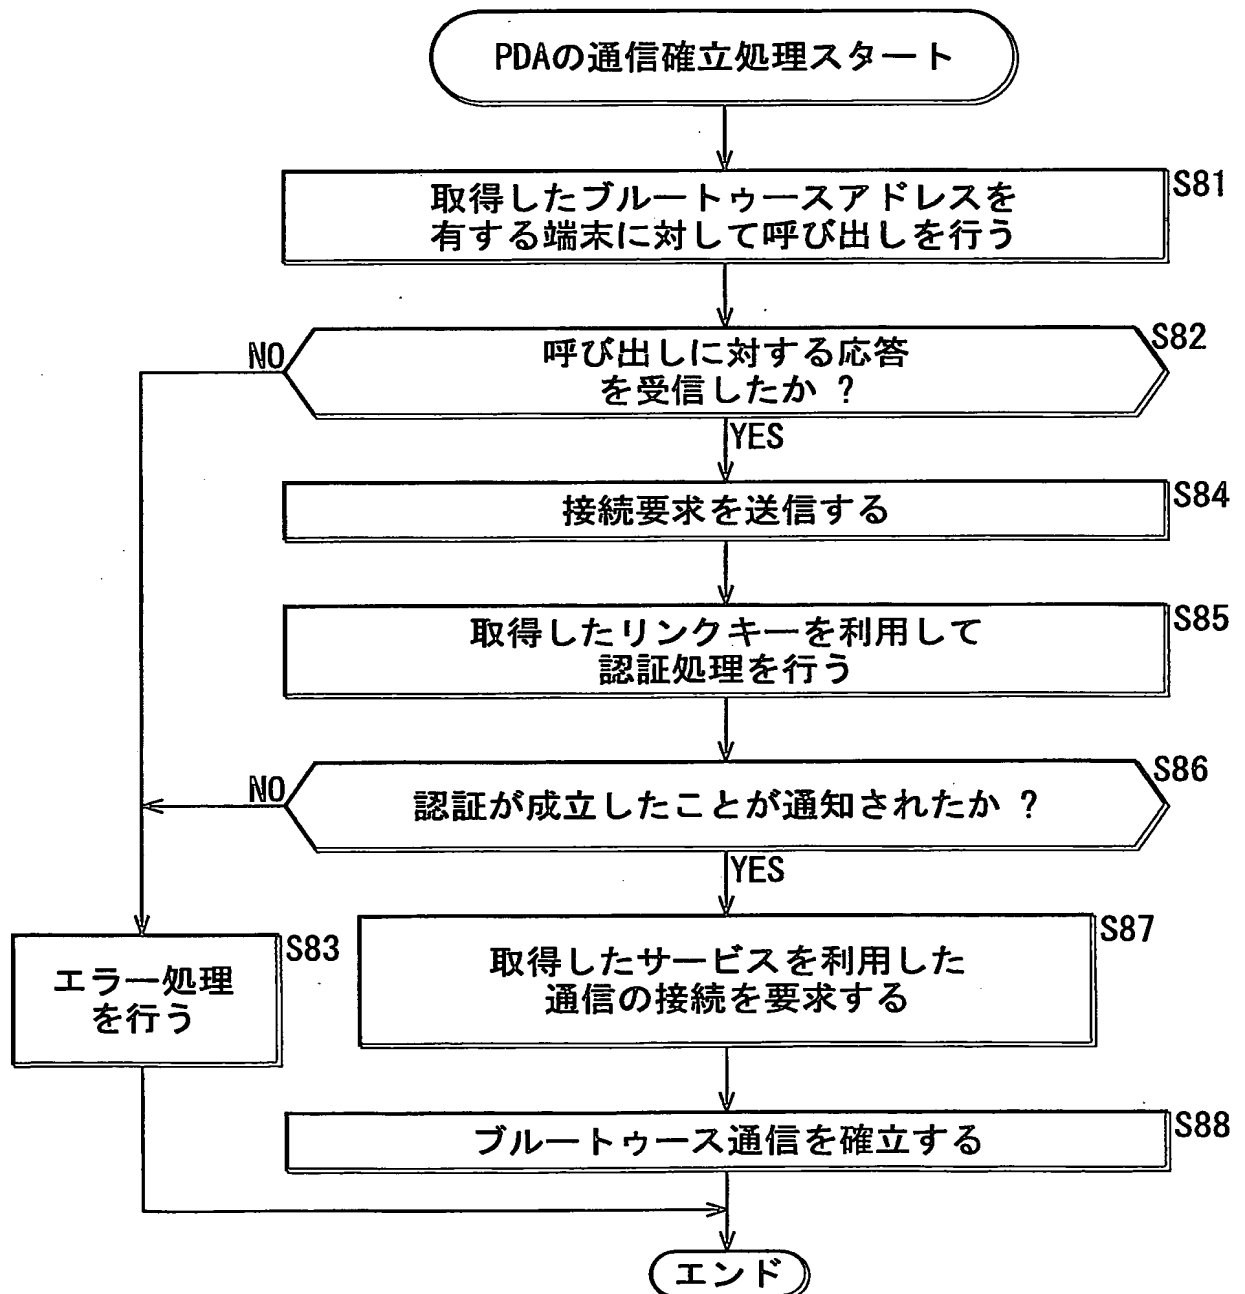 PDAの通信確立処理スタート
S81
取得したブルートゥースアドレスを
有する端末に対して呼び出しを行う
S82
呼び出しに対する応答
を受信したか ?
NO
YES
S84
接続要求を送信する
S85
取得したリンクキーを利用して
認証処理を行う
S86
認証が成立したことが通知されたか ?
NO
YES
S83
エラー処理
を行う
S87
取得したサービスを利用した
通信の接続を要求する
S88
ブルートゥース通信を確立する
エンド